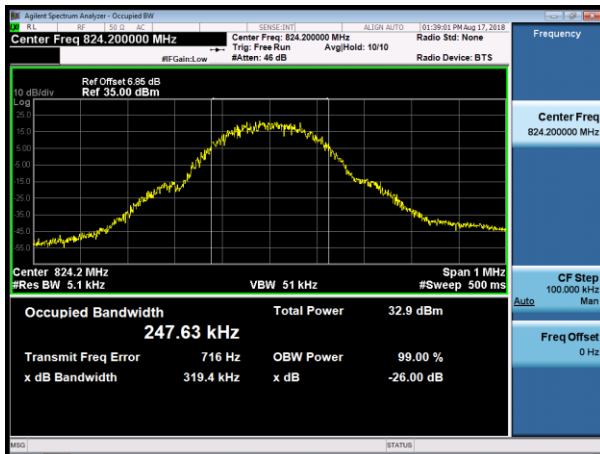 Agilent Spectrum Analyzer - Occupied BW
RL RF 50 Ω AC SENSE:INT ALIGN AUTO 01:39:01 PM Aug 17, 2018
Center Freq 824.200000 MHz Center Freq: 824.200000 MHz Radio Std: None
Trig: Free Run Avg|Hold: 10/10
#IFGain:Low #Atten: 46 dB Radio Device: BTS
Ref Offset 6.85 dB
10 dB/div Ref 35.00 dBm
Log
25.0
15.0
5.00
-5.00
-15.0
-25.0
-35.0
-45.0
-55.0
Center 824.2 MHz Span 1 MHz
#Res BW 5.1 kHz VBW 51 kHz #Sweep 500 ms
Occupied Bandwidth Total Power 32.9 dBm
247.63 kHz
Transmit Freq Error 716 Hz OBW Power 99.00 %
x dB Bandwidth 319.4 kHz x dB -26.00 dB
MSG STATUS
Frequency
Center Freq
824.200000 MHz
CF Step
100.000 kHz
Auto Man
Freq Offset
0 Hz